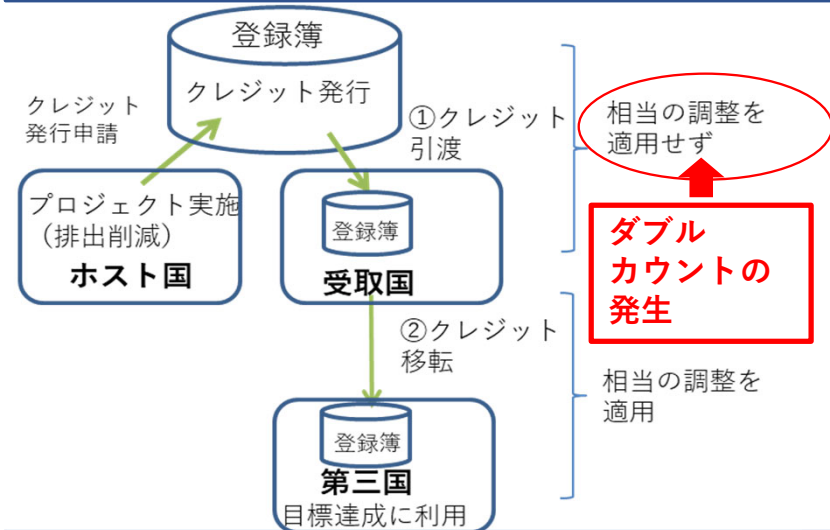 登録簿
クレジット発行
クレジット
発行申請
①クレジット
引渡
相当の調整を
適用せず
プロジェクト実施
（排出削減）
ホスト国
登録簿
受取国
ダブル
カウントの
発生
②クレジット
移転
相当の調整を
適用
登録簿
第三国
目標達成に利用